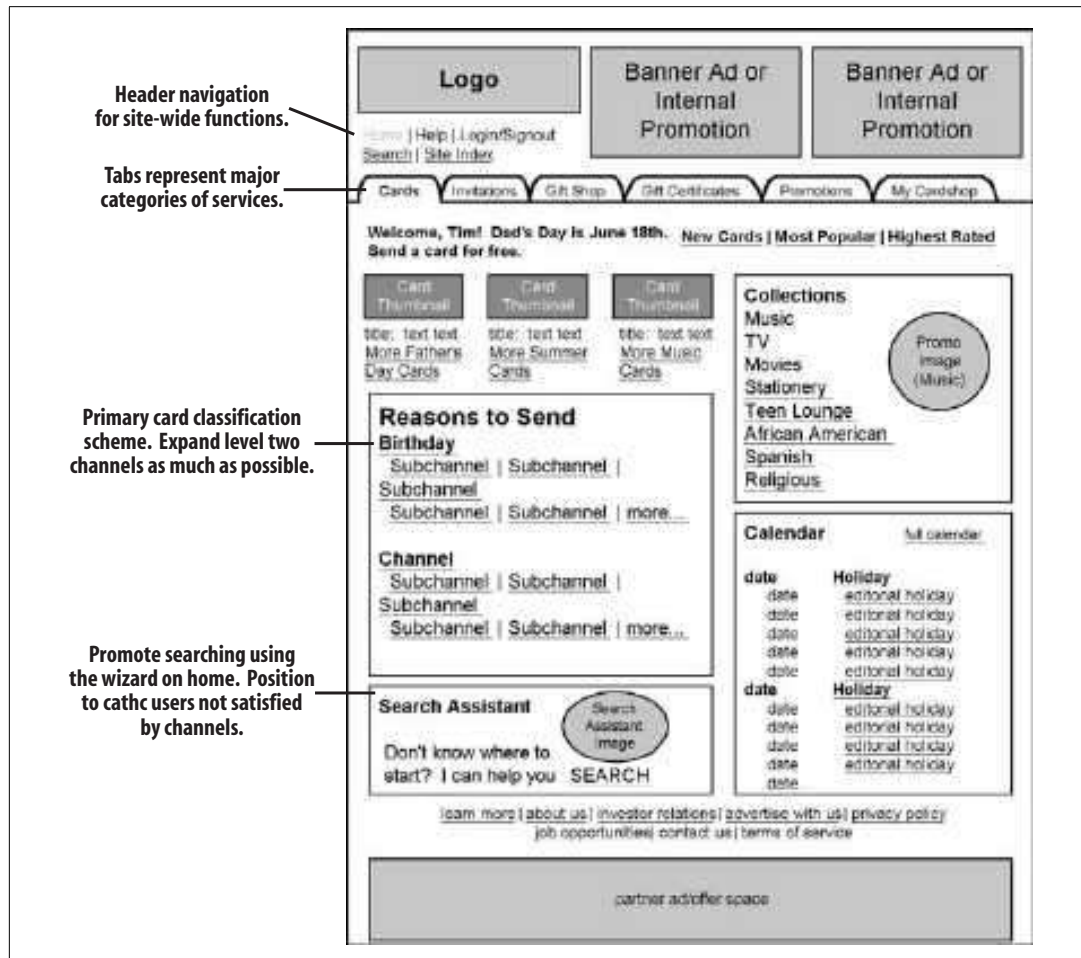 Header navigation
for site-wide functions.
Tabs represent major
categories of services.
Primary card classification
scheme. Expand level two
channels as much as possible.
Promote searching using
the wizard on home. Position
to cathc users not satisfied
by channels.
Logo
Banner Ad or
Internal
Promotion
Banner Ad or
Internal
Promotion
Home | Help | Login/Signout
Search | Site Index
Cards
Invitations
Gift Shop
Gift Certificates
Promotions
My Cardshop
Welcome, Tim! Dad's Day is June 18th.
Send a card for free.
New Cards | Most Popular | Highest Rated
Card
Thumbnail
title: text text
More Father's
Day Cards
Card
Thumbnail
title: text text
More Summer
Cards
Card
Thumbnail
title: text text
More Music
Cards
Reasons to Send
Birthday
Subchannel | Subchannel |
Subchannel
Subchannel | Subchannel | more...
Channel
Subchannel | Subchannel |
Subchannel
Subchannel | Subchannel | more...
Search Assistant
Search
Assistant
Image
Don't know where to
start? I can help you SEARCH
Collections
Music
TV
Movies
Stationery
Teen Lounge
African American
Spanish
Religious
Promo
Image
(Music)
Calendar full calendar
date Holiday
date editorial holiday
date editorial holiday
date editorial holiday
date editorial holiday
date editorial holiday
date Holiday
date editorial holiday
date editorial holiday
date editorial holiday
date editorial holiday
date
learn more | about us | investor relations | advertise with us | privacy policy
job opportunities | contact us | terms of service
partner ad/offer space